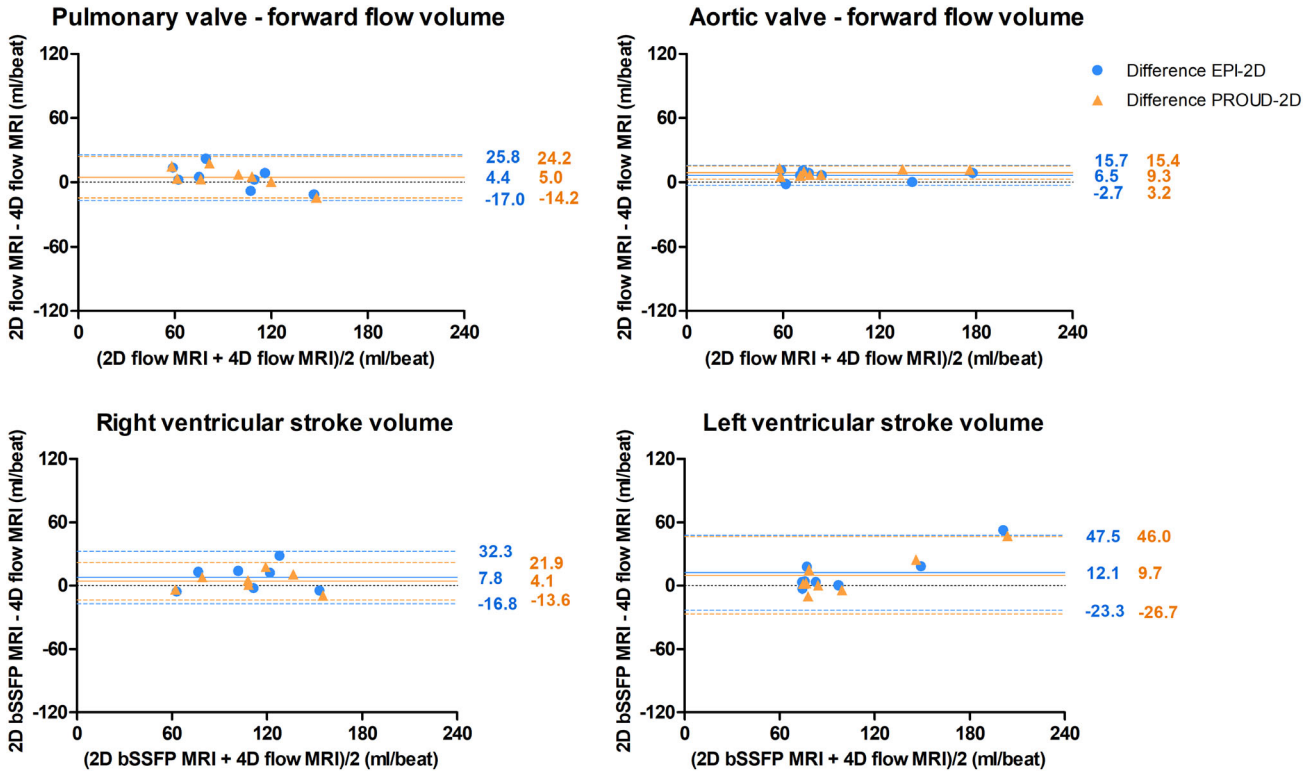 Pulmonary valve - forward flow volume
2D flow MRI - 4D flow MRI (ml/beat)
120
60
0
-60
-120
25.8 24.2
4.4 5.0
-17.0 -14.2
0 60 120 180 240
(2D flow MRI + 4D flow MRI)/2 (ml/beat)
Aortic valve - forward flow volume
2D flow MRI - 4D flow MRI (ml/beat)
120
60
0
-60
-120
15.7 15.4
6.5 9.3
-2.7 3.2
0 60 120 180 240
(2D flow MRI + 4D flow MRI)/2 (ml/beat)
Difference EPI-2D
Difference PROUD-2D
Right ventricular stroke volume
2D bSSFP MRI - 4D flow MRI (ml/beat)
120
60
0
-60
-120
32.3 21.9
7.8 4.1
-16.8 -13.6
0 60 120 180 240
(2D bSSFP MRI + 4D flow MRI)/2 (ml/beat)
Left ventricular stroke volume
2D bSSFP MRI - 4D flow MRI (ml/beat)
120
60
0
-60
-120
47.5 46.0
12.1 9.7
-23.3 -26.7
0 60 120 180 240
(2D bSSFP MRI + 4D flow MRI)/2 (ml/beat)